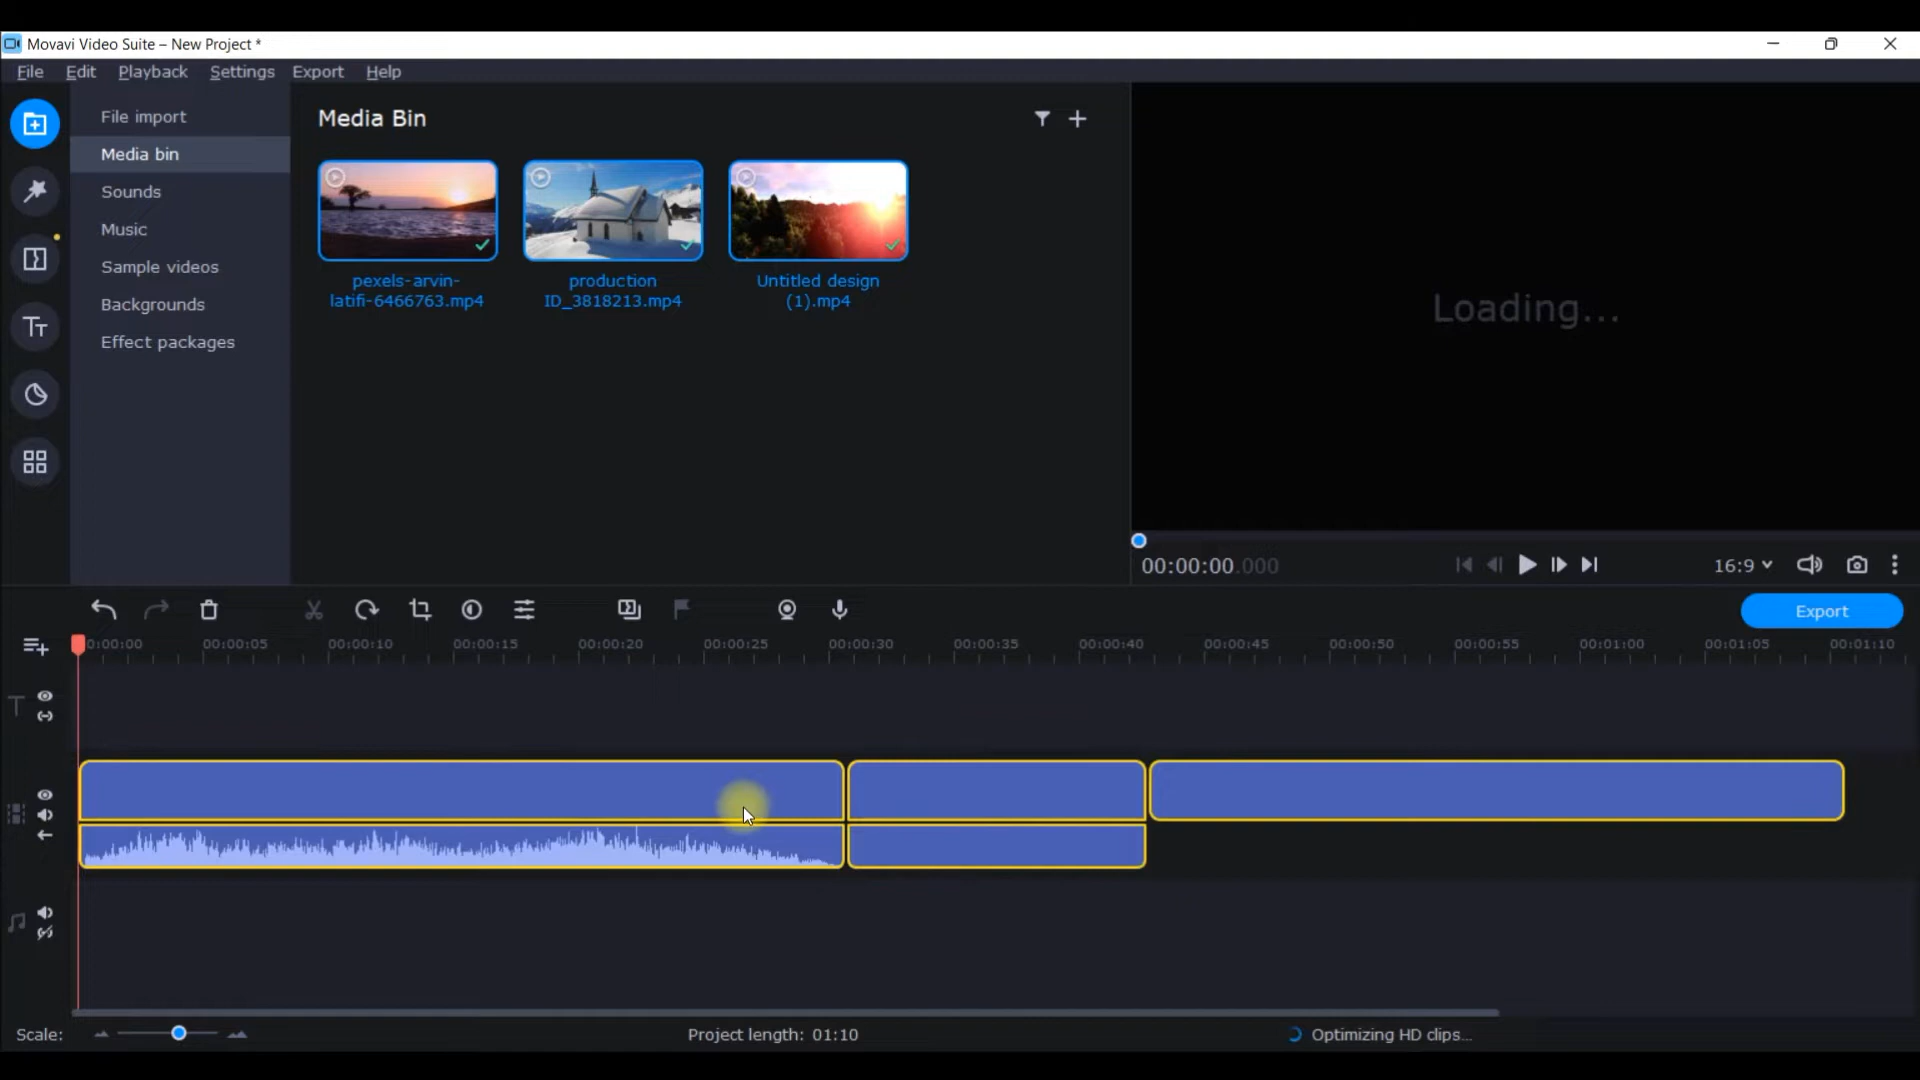 Movavi Video Suite – New Project *
File Edit Playback Settings Export Help
File import
Media bin
Sounds
Music
Sample videos
Backgrounds
Effect packages
Media Bin
pexels-arvin-
latifi-6466763.mp4
production
ID_3818213.mp4
Untitled design
(1).mp4
Loading...
00:00:00.000
16:9
Export
00:00:00 00:00:05 00:00:10 00:00:15 00:00:20 00:00:25 00:00:30 00:00:35 00:00:40 00:00:45 00:00:50 00:00:55 00:01:00 00:01:05 00:01:10
Scale:
Project length: 01:10
Optimizing HD clips...